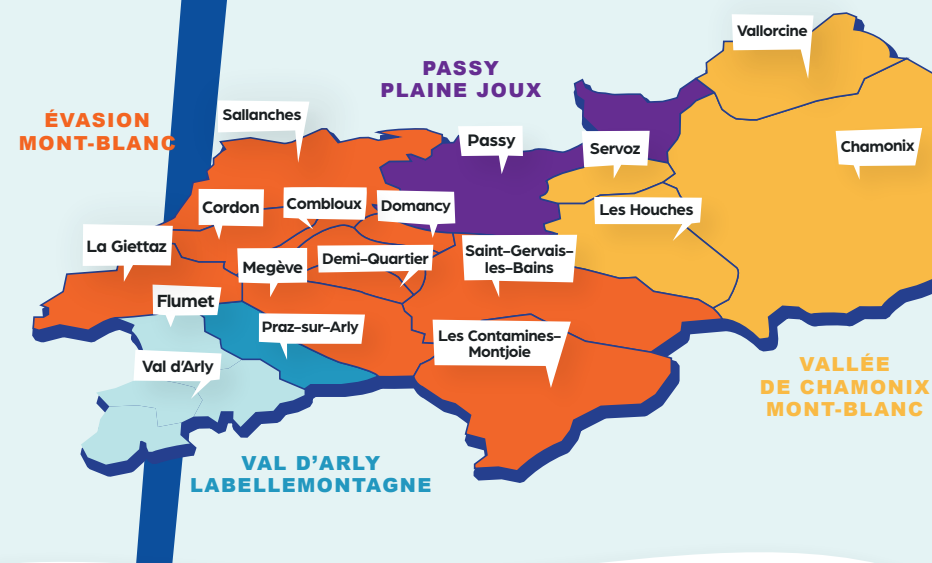 Vallorcine
PASSY
PLAINE JOUX
ÉVASION
MONT-BLANC
Sallanches
Passy
Servoz
Chamonix
Cordon
Combloux
Domancy
Les Houches
La Giettaz
Megève
Demi-Quartier
Saint-Gervais-
les-Bains
Flumet
Praz-sur-Arly
Les Contamines-
Montjoie
Val d'Arly
VALLÉE
DE CHAMONIX
MONT-BLANC
VAL D'ARLY
LABELLEMONTAGNE